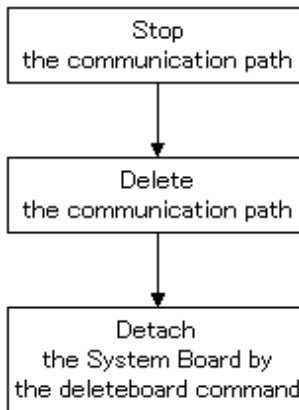 Stop
the communication path
Delete
the communication path
Detach
the System Board by
the deleteboard command